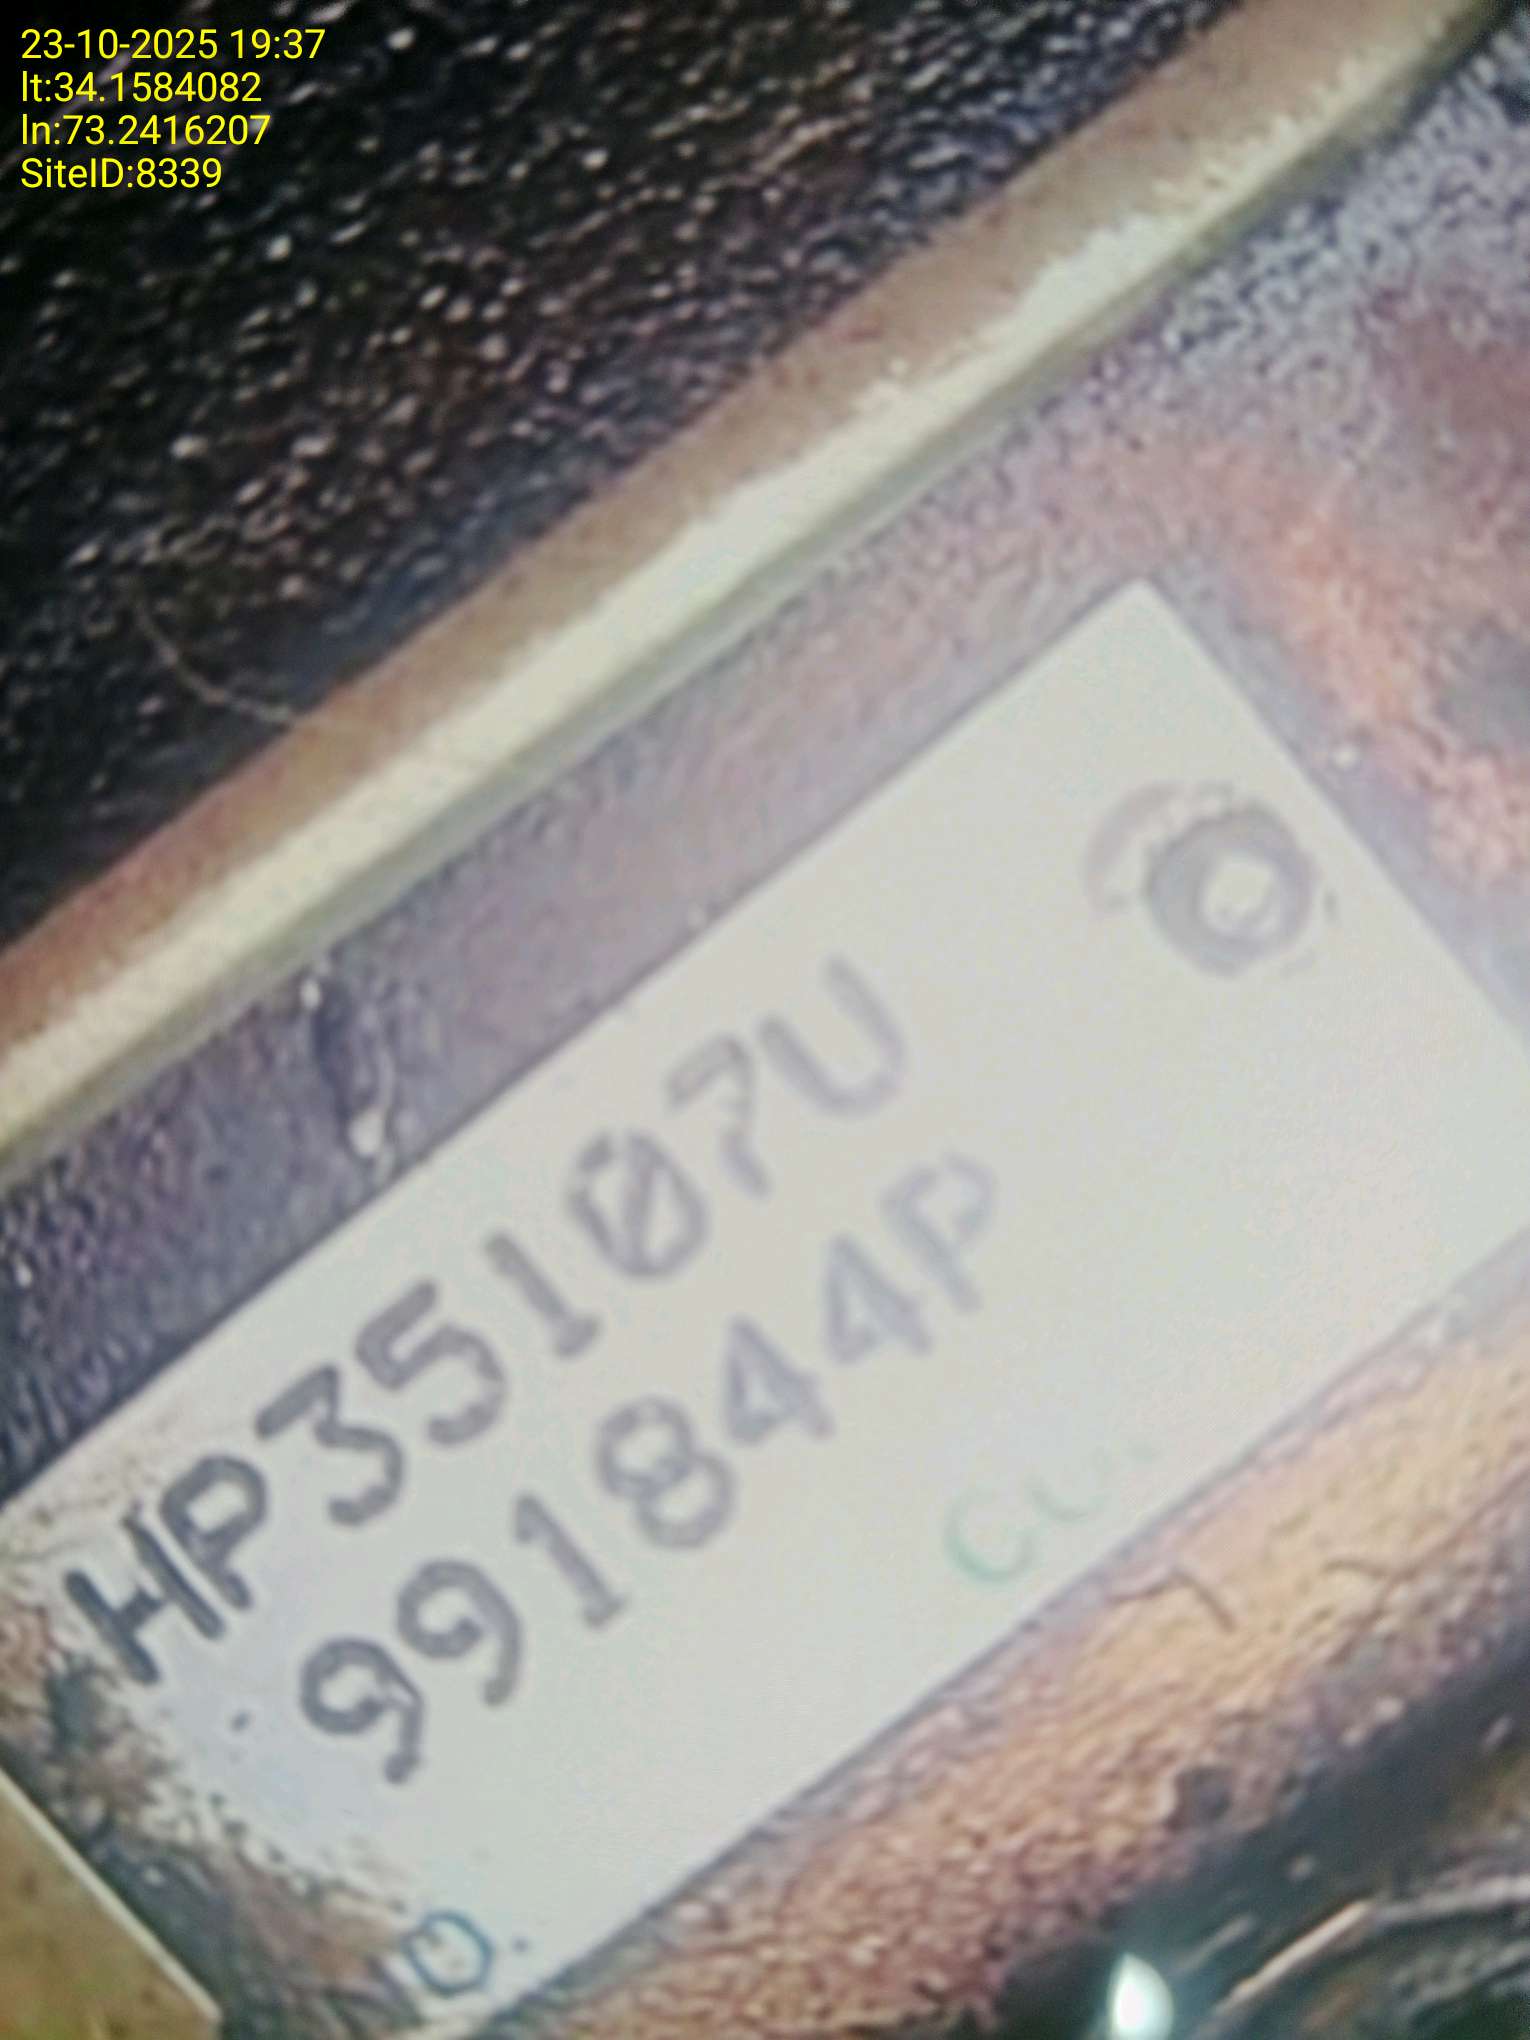 23-10-2025 19:37
lt:34.1584082
ln:73.2416207
SiteID:8339
HP35107U
991844P